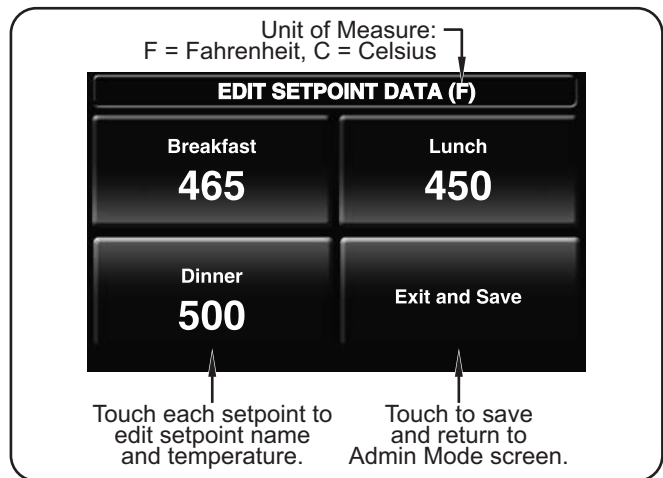 Unit of Measure:
F = Fahrenheit, C = Celsius
EDIT SETPOINT DATA (F)
Breakfast
465
Lunch
450
Dinner
500
Exit and Save
Touch each setpoint to
edit setpoint name
and temperature.
Touch to save
and return to
Admin Mode screen.